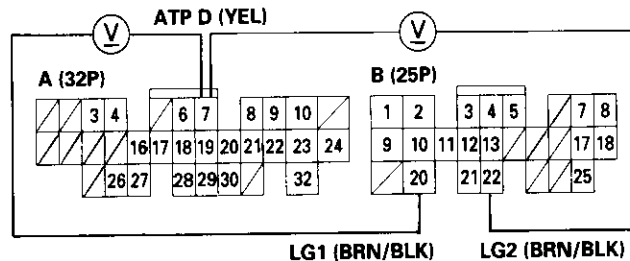 ATP D (YEL)
V V
A (32P) B (25P)
3 4 6 7 8 9 10 1 2 3 4 5 7 8
16 17 18 19 20 21 22 23 24 9 10 11 12 13 17 18
26 27 28 29 30 32 20 21 22 25
LG1 (BRN/BLK) LG2 (BRN/BLK)